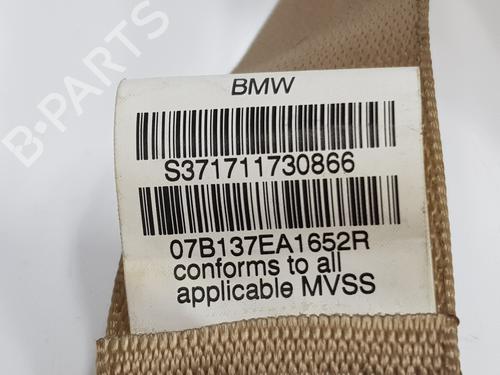 BMW
S371711730866
07B137EA1652R
conforms to all
applicable MVSS
B-PARTS